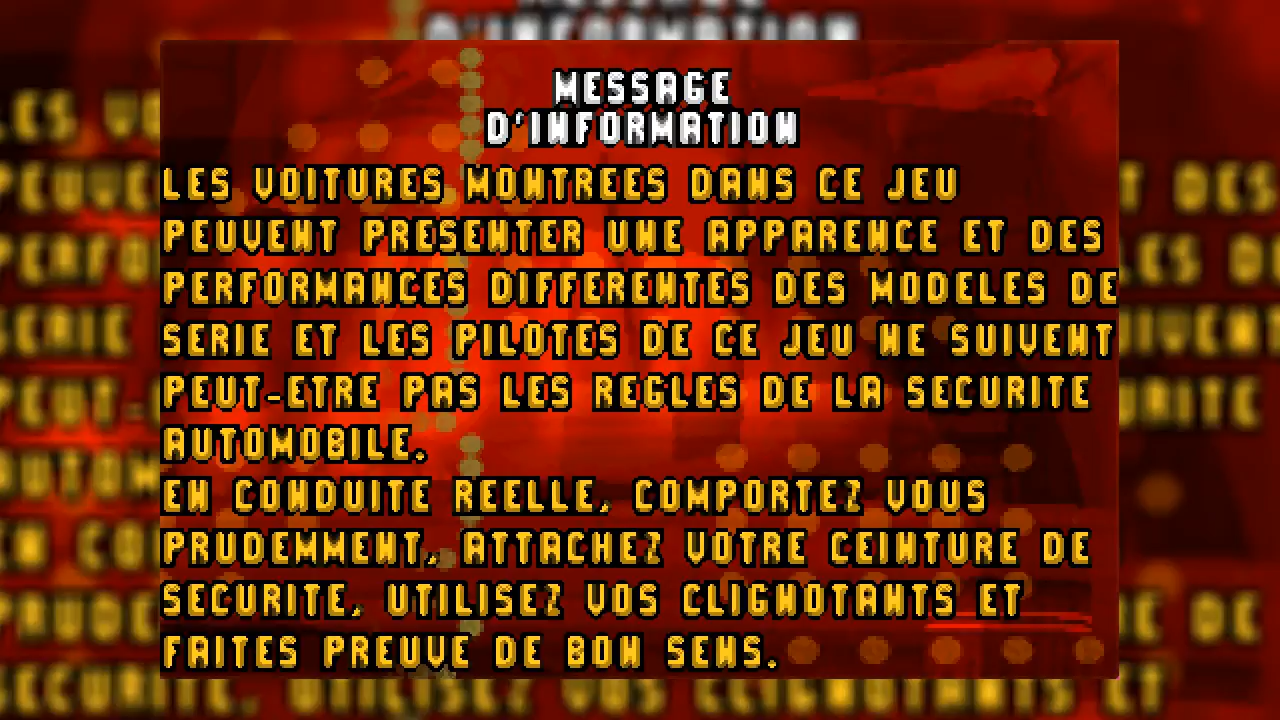 MESSAGE
D'INFORMATION
LES VOITURES MONTREES DANS CE JEU
PEUVENT PRESENTER UNE APPARENCE ET DES
PERFORMANCES DIFFERENTES DES MODELES DE
SERIE ET LES PILOTES DE CE JEU NE SUIVENT
PEUT-ETRE PAS LES REGLES DE LA SECURITE
AUTOMOBILE.
EN CONDUITE REELLE, COMPORTEZ VOUS
PRUDEMMENT, ATTACHEZ VOTRE CEINTURE DE
SECURITE, UTILISEZ VOS CLIGNOTANTS ET
FAITES PREUVE DE BON SENS.